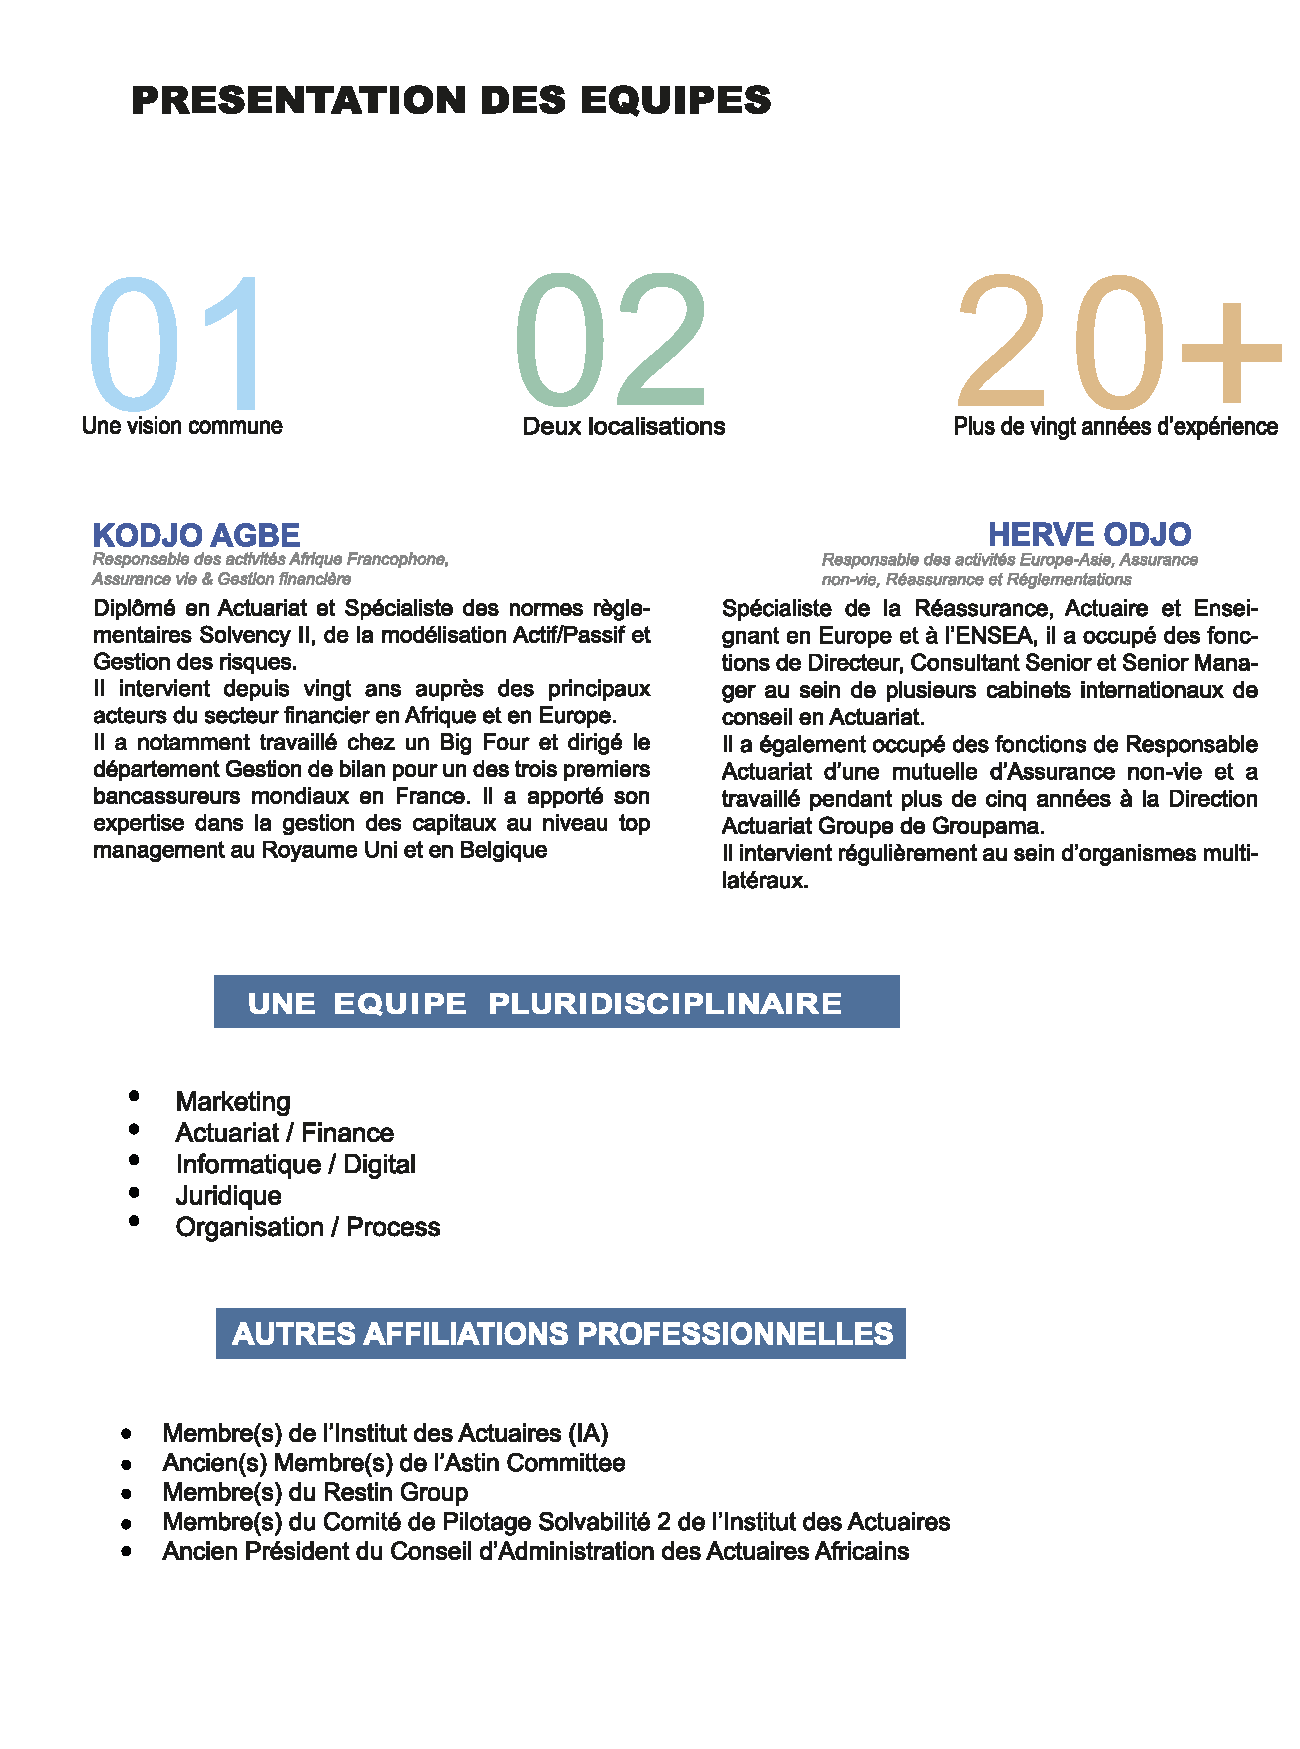 PRESENTATION DES EQUIPES
01
Une vision commune
02
Deux localisations
20+
Plus de vingt années d'expérience
KODJO AGBE
Responsable des activités Afrique Francophone,
Assurance vie & Gestion financière
Diplômé en Actuariat et Spécialiste des normes règle-
mentaires Solvency II, de la modélisation Actif/Passif et
Gestion des risques.
Il intervient depuis vingt ans auprès des principaux
acteurs du secteur financier en Afrique et en Europe.
Il a notamment travaillé chez un Big Four et dirigé le
département Gestion de bilan pour un des trois premiers
bancassureurs mondiaux en France. Il a apporté son
expertise dans la gestion des capitaux au niveau top
management au Royaume Uni et en Belgique
HERVE ODJO
Responsable des activités Europe-Asie, Assurance
non-vie, Réassurance et Réglementations
Spécialiste de la Réassurance, Actuaire et Ensei-
gnant en Europe et à l'ENSEA, il a occupé des fonc-
tions de Directeur, Consultant Senior et Senior Mana-
ger au sein de plusieurs cabinets internationaux de
conseil en Actuariat.
Il a également occupé des fonctions de Responsable
Actuariat d'une mutuelle d'Assurance non-vie et a
travaillé pendant plus de cinq années à la Direction
Actuariat Groupe de Groupama.
Il intervient régulièrement au sein d'organismes multi-
latéraux.
UNE EQUIPE PLURIDISCIPLINAIRE
• Marketing
• Actuariat / Finance
• Informatique / Digital
• Juridique
• Organisation / Process
AUTRES AFFILIATIONS PROFESSIONNELLES
• Membre(s) de l'Institut des Actuaires (IA)
• Ancien(s) Membre(s) de l'Astin Committee
• Membre(s) du Restin Group
• Membre(s) du Comité de Pilotage Solvabilité 2 de l'Institut des Actuaires
• Ancien Président du Conseil d'Administration des Actuaires Africains